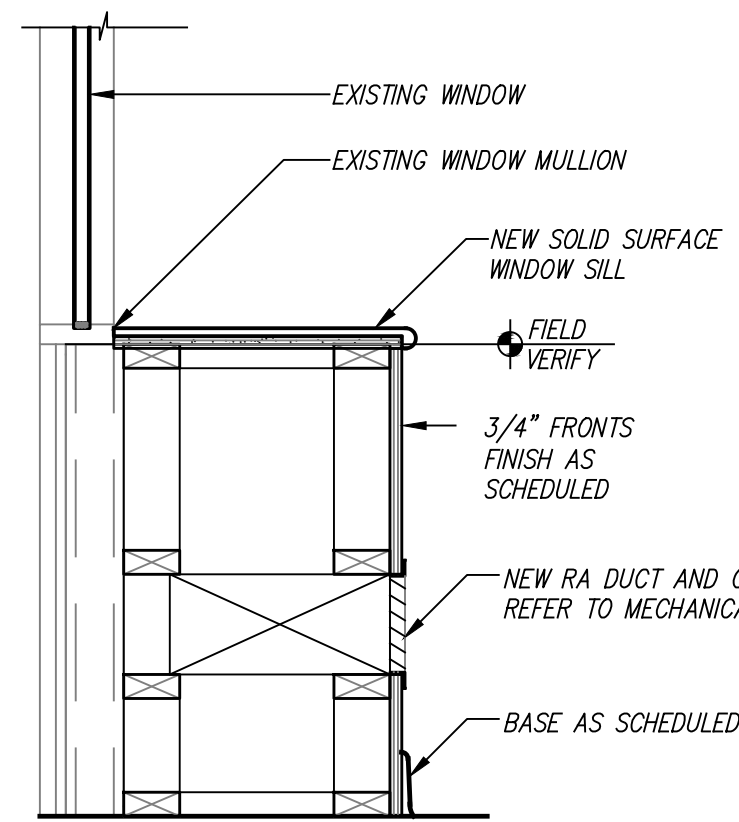 EXISTING WINDOW
EXISTING WINDOW MULLION
NEW SOLID SURFACE
WINDOW SILL
FIELD
VERIFY
3/4" FRONTS
FINISH AS
SCHEDULED
NEW RA DUCT AND
REFER TO
BASE AS SCHEDULED